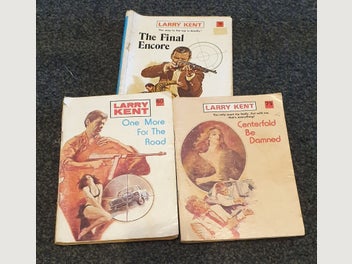 LARRY KENT
The Final
Encore
LARRY
KENT
One More
For The
Road
LARRY KENT
Centerfold
Be
Damned